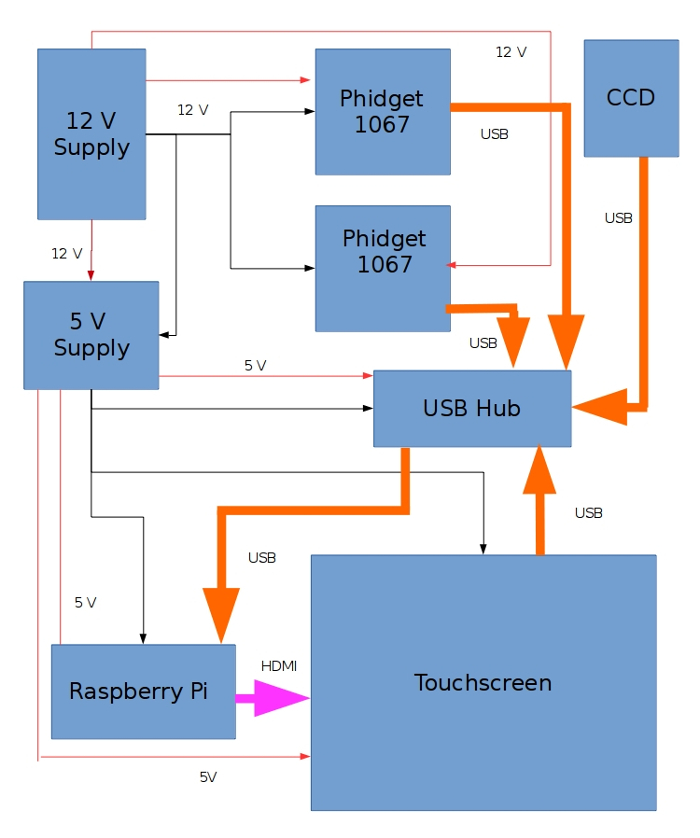 12 V
Phidget
1067
CCD
12 V
Supply
12 V
USB
USB
Phidget
1067
12 V
5 V
Supply
USB
5 V
USB Hub
USB
USB
5 V
HDMI
Raspberry Pi
Touchscreen
5V